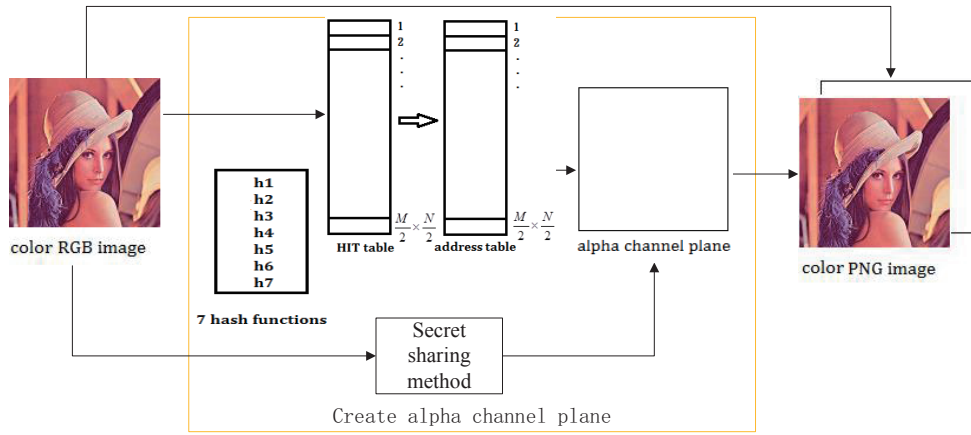 1
2
.
.
.
1
2
.
.
.
h1
h2
h3
h4
h5
h6
h7
7 hash functions
M/2 × N/2
HIT table
M/2 × N/2
address table
color RGB image
alpha channel plane
color PNG image
Secret
sharing
method
Create alpha channel plane